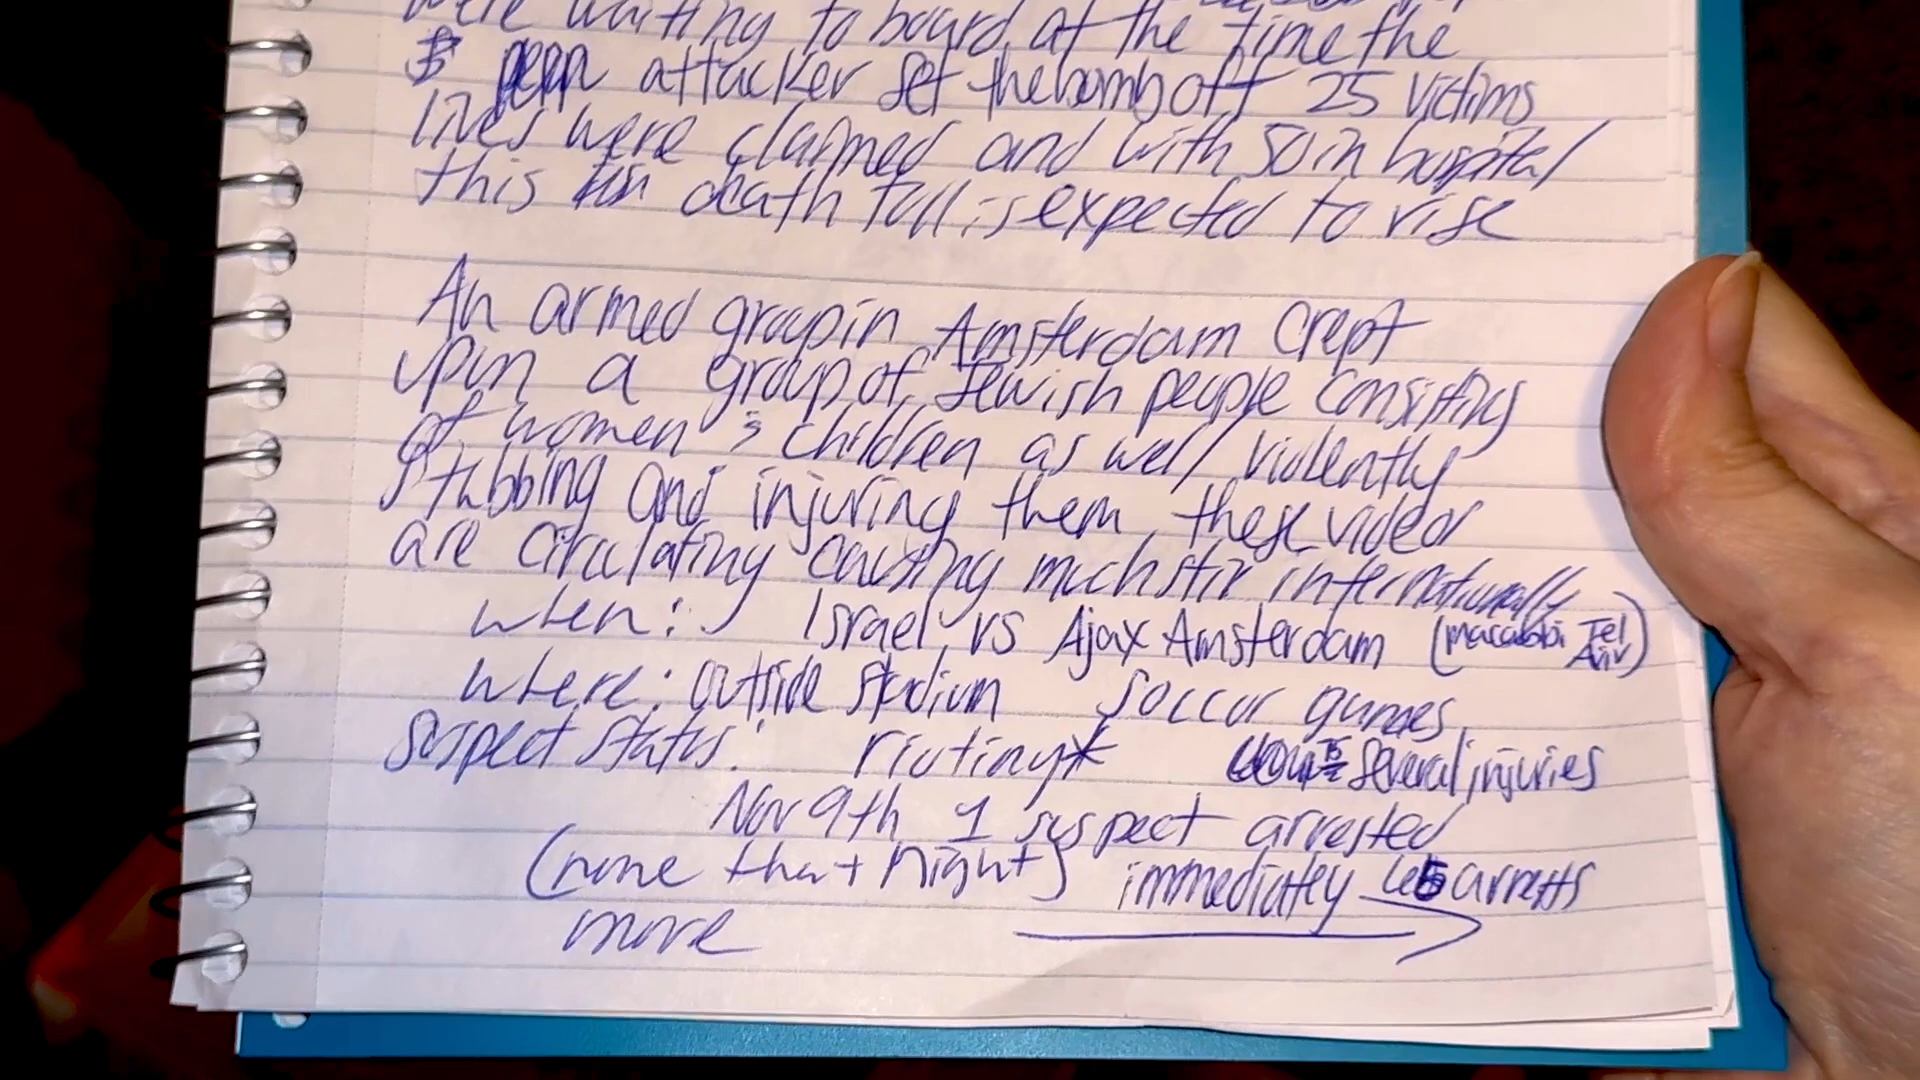 were waiting to board at the time the
attacker set the bomb off 25 victims
lives were claimed and with 50 in hospital
this death toll is expected to rise
An armed group in Amsterdam crept
upon a group of Jewish people consisting
of women & children as well violently
stabbing and injuring them these videos
are circulating causing much stir internationally
when: Israel vs Ajax Amsterdam (maccabbi Tel Aviv)
where: outside stadium soccor games
suspect status: rioting* several injuries
Nov 9th 1 suspect arrested
(none that night) immediatley arrests
more